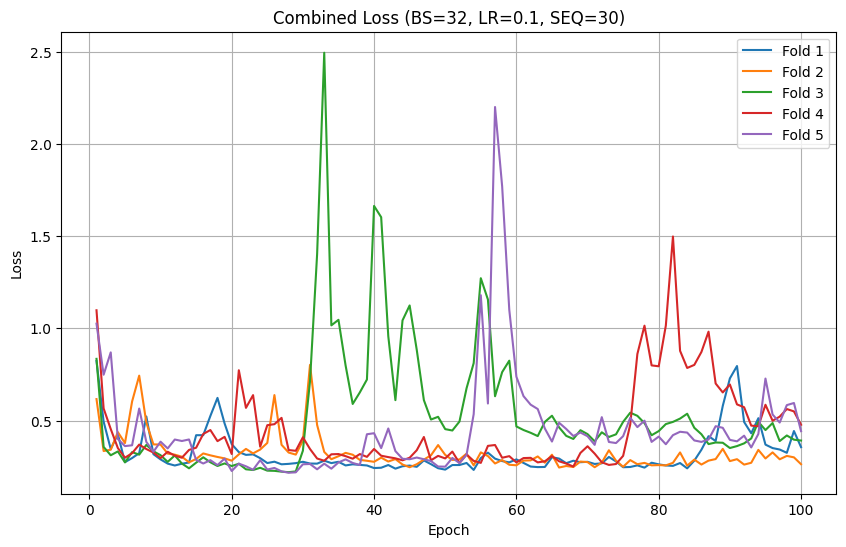 Combined Loss (BS=32, LR=0.1, SEQ=30)
Fold 1
Fold 2
Fold 3
Fold 4
Fold 5
Loss
2.5
2.0
1.5
1.0
0.5
0
20
40
60
80
100
Epoch